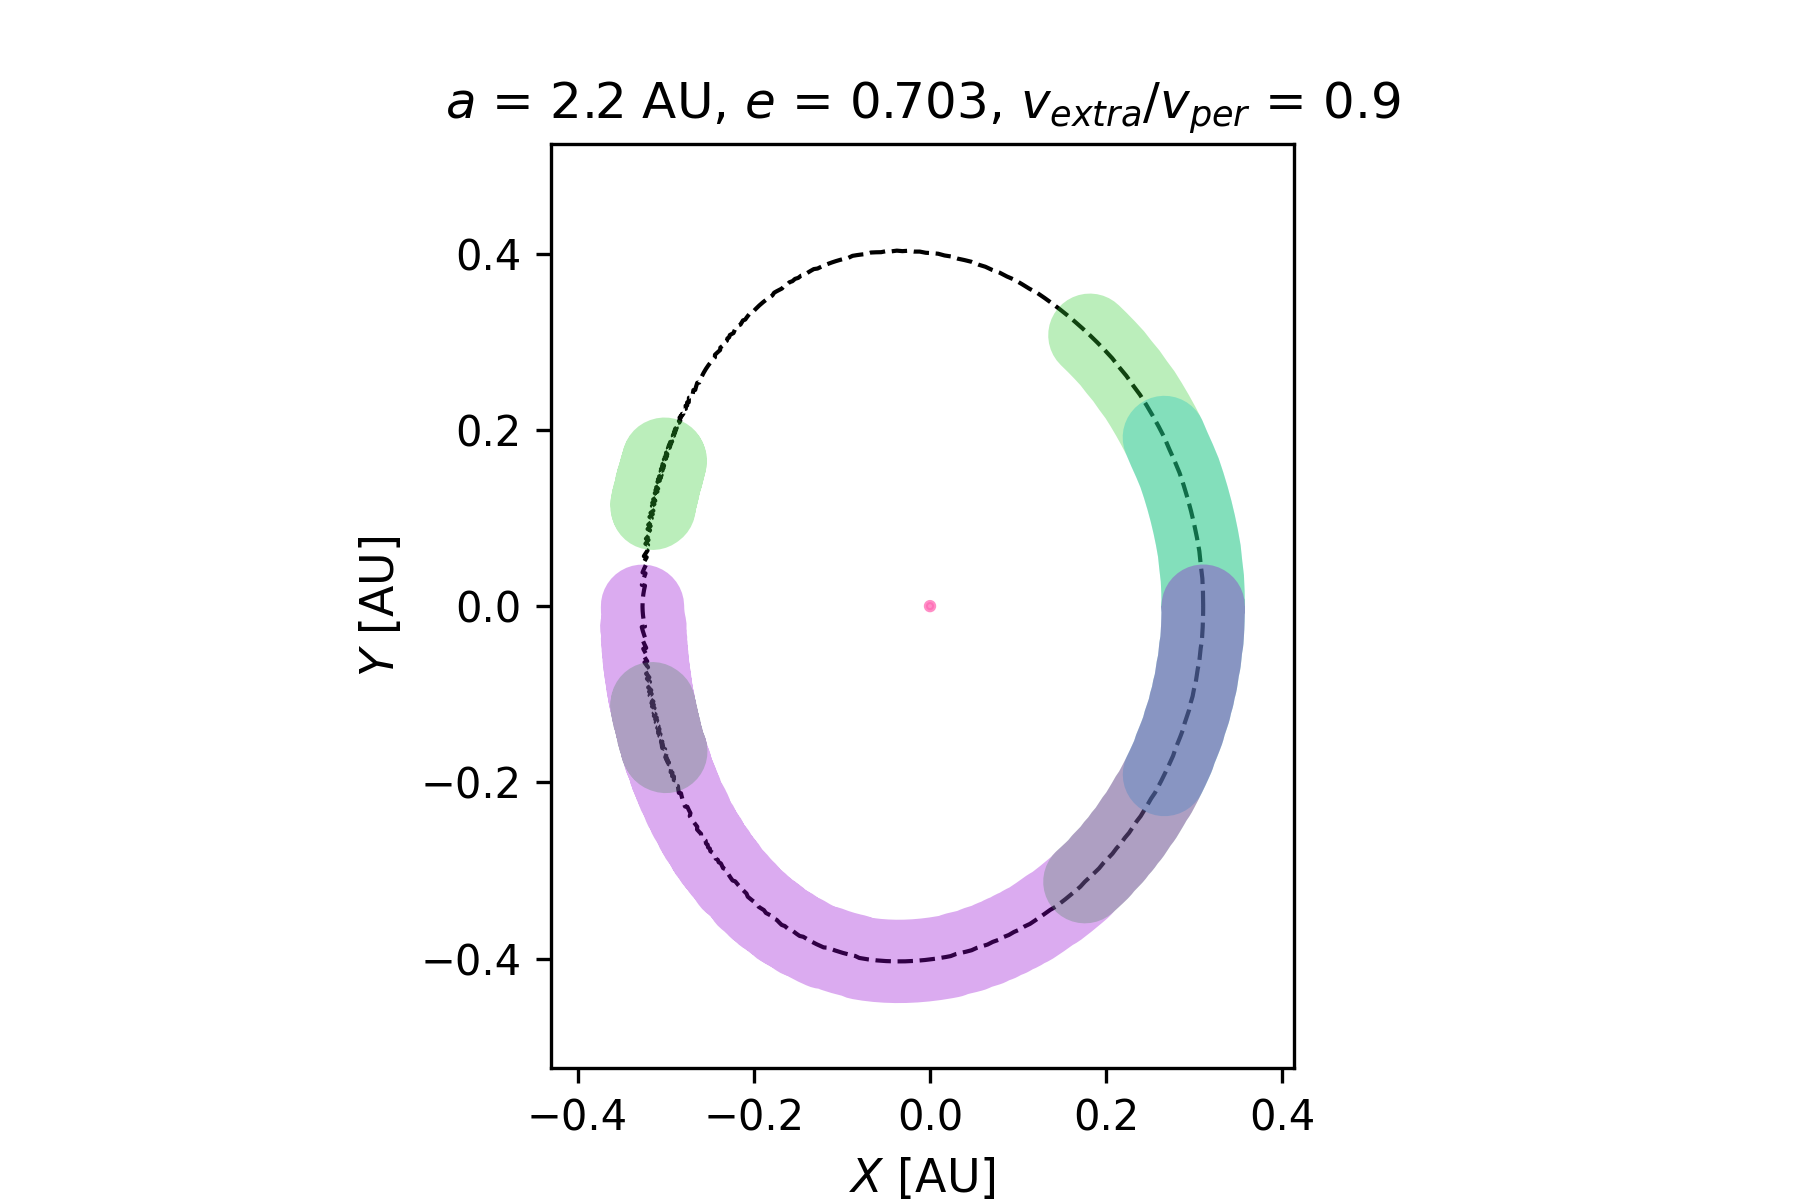 a = 2.2 AU, e = 0.703, v_extra/v_per = 0.9
0.4
0.2
0.0
−0.2
−0.4
Y [AU]
−0.4 −0.2 0.0 0.2 0.4
X [AU]